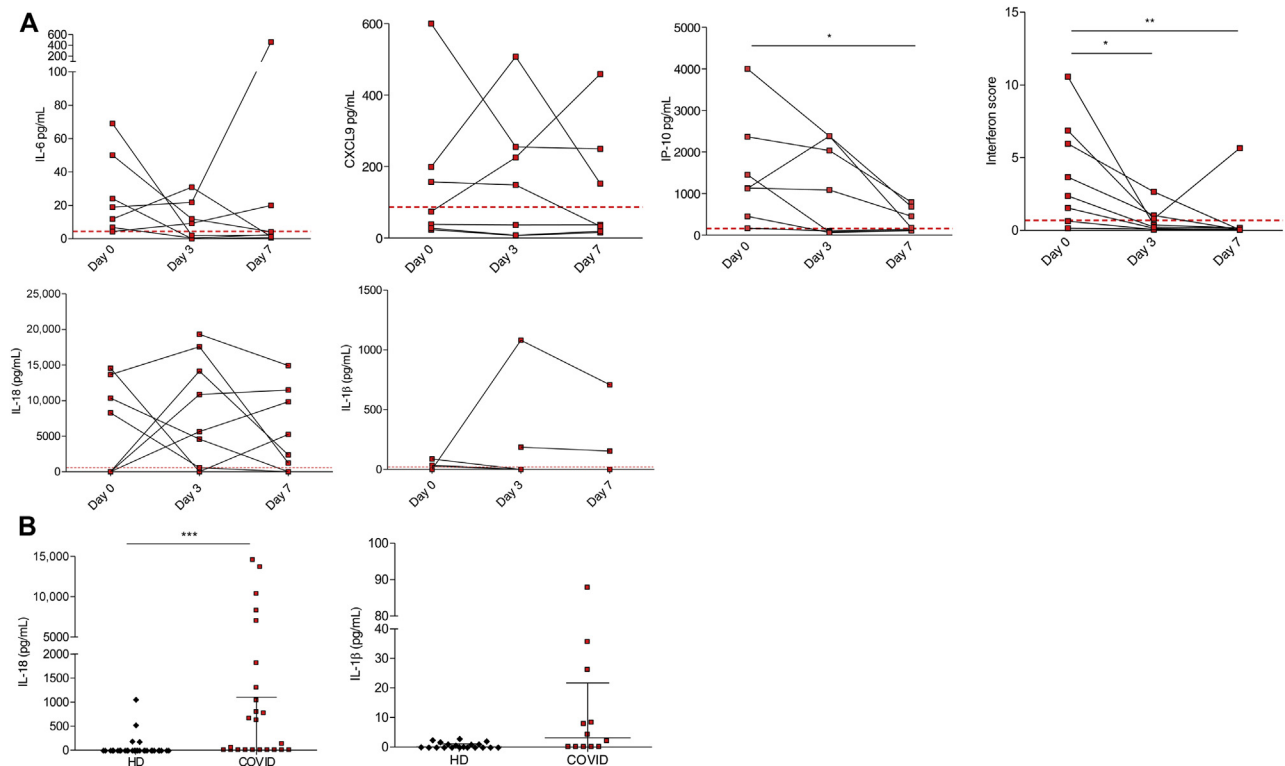 A
IL-6 pg/mL
600
400
200
100
60
40
20
0
Day 0
Day 3
Day 7
CXCL9 pg/mL
600
400
200
0
Day 0
Day 3
Day 7
IP-10 pg/mL
5000
4000
3000
2000
1000
0
*
Day 0
Day 3
Day 7
Interferon score
15
10
5
0
**
*
Day 0
Day 3
Day 7
IL-18 (pg/mL)
25,000
20,000
15,000
10,000
5000
0
Day 0
Day 3
Day 7
IL-1β (pg/mL)
1500
1000
500
0
Day 0
Day 3
Day 7
B
IL-18 (pg/mL)
15,000
10,000
5000
2000
1500
1000
500
0
***
HD
COVID
IL-1β (pg/mL)
100
90
80
40
30
20
10
0
HD
COVID